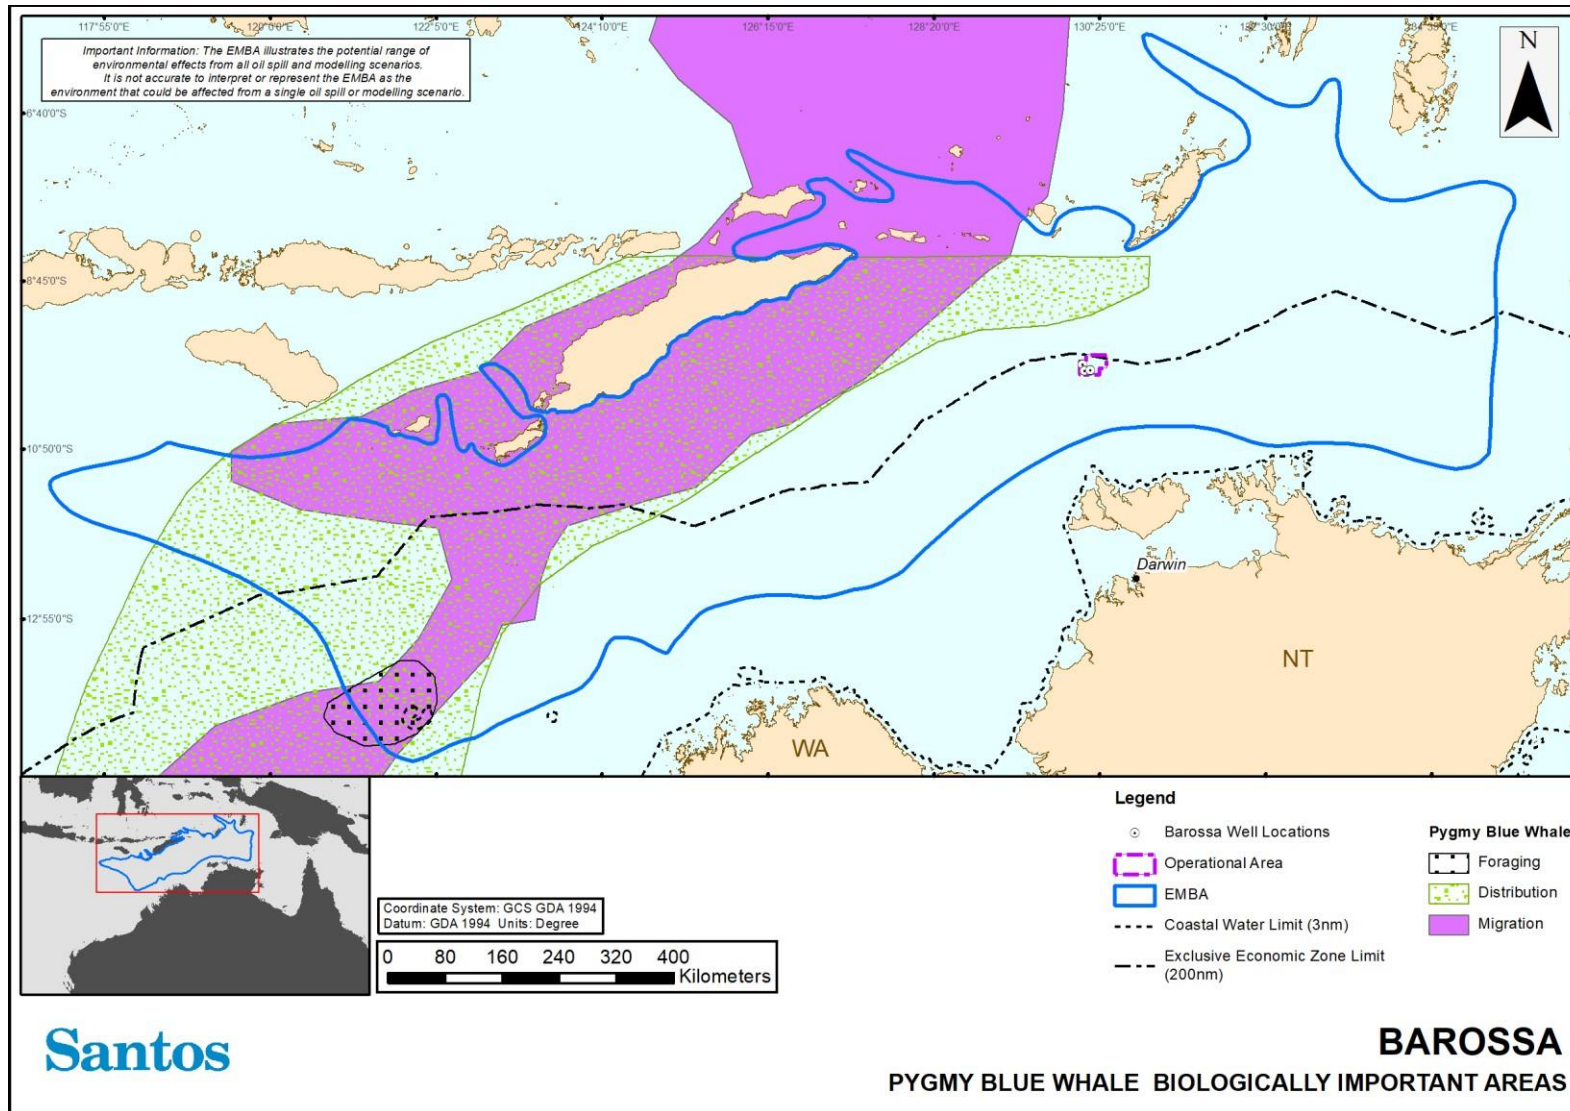 117°55'0"E 120°0'0"E 122°5'0"E 124°10'0"E 126°15'0"E 128°20'0"E 130°25'0"E 132°30'0"E 134°35'0"E
Important Information: The EMBA illustrates the potential range of
environmental effects from all oil spill and modelling scenarios.
It is not accurate to interpret or represent the EMBA as the
environment that could be affected from a single oil spill or modelling scenario.
N
6°40'0"S
8°45'0"S
10°50'0"S
12°55'0"S
Darwin
NT
WA
Coordinate System: GCS GDA 1994
Datum: GDA 1994 Units: Degree
0 80 160 240 320 400
Kilometers
Legend
Barossa Well Locations
Operational Area
EMBA
Coastal Water Limit (3nm)
Exclusive Economic Zone Limit
(200nm)
Pygmy Blue Whale
Foraging
Distribution
Migration
Santos
BAROSSA
PYGMY BLUE WHALE BIOLOGICALLY IMPORTANT AREAS